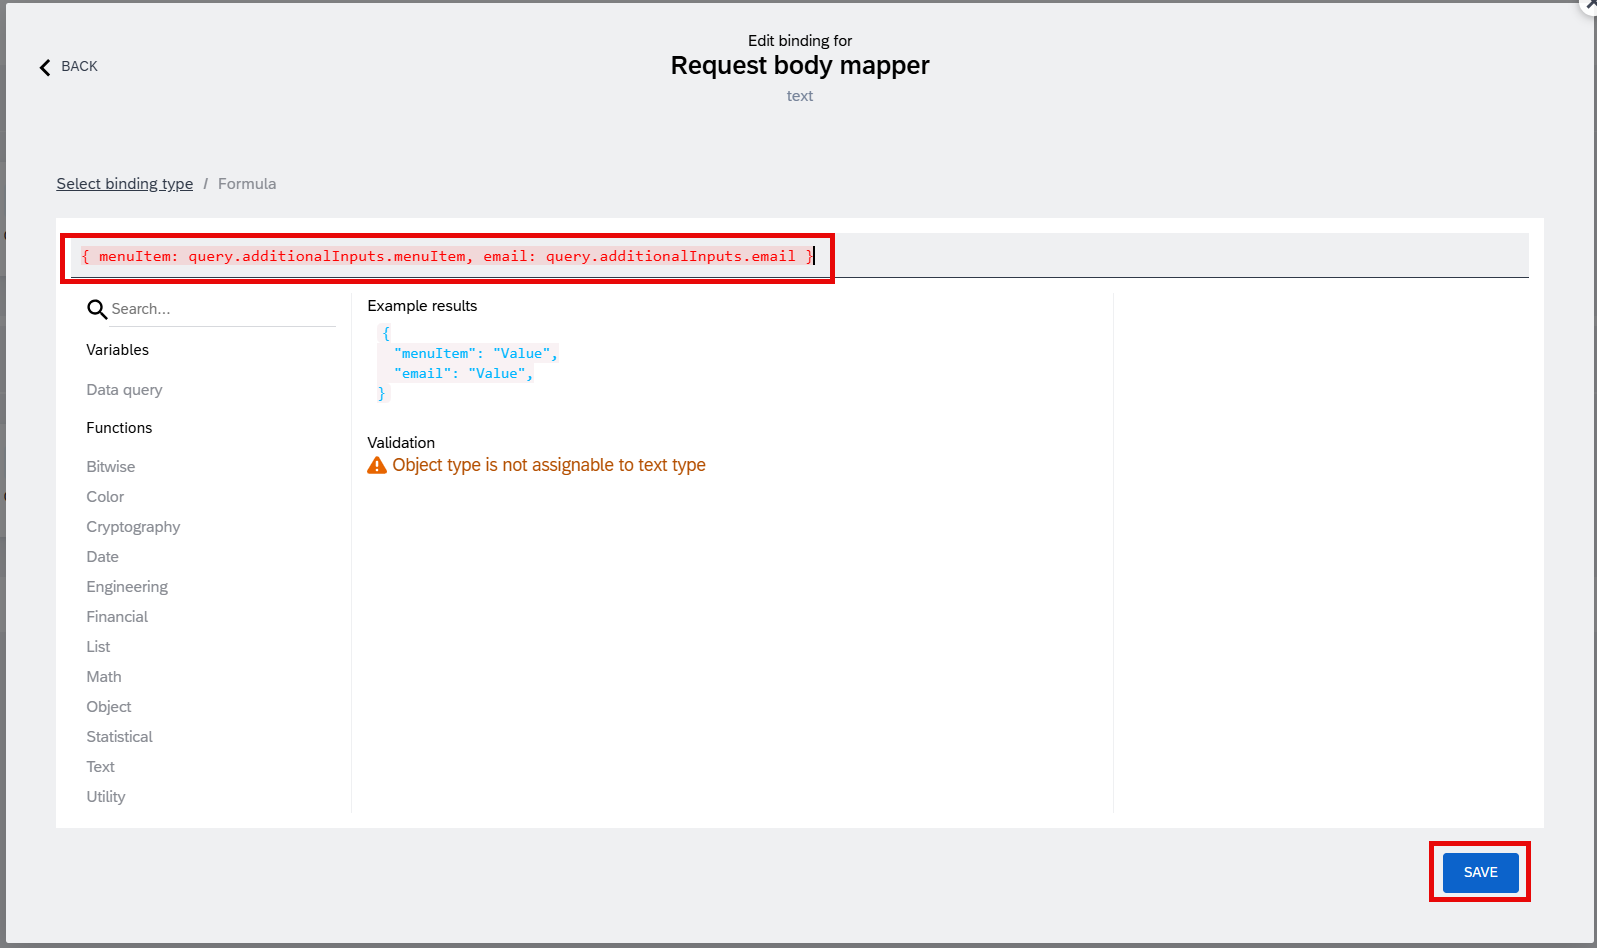 Edit binding for
BACK
Request body mapper
text
Select binding type / Formula
{ menuItem: query.additionalInputs.menuItem, email: query.additionalInputs.email }
Search...
Variables
Data query
Functions
Bitwise
Color
Cryptography
Date
Engineering
Financial
List
Math
Object
Statistical
Text
Utility
Example results
{
"menuItem": "Value",
"email": "Value",
}
Validation
Object type is not assignable to text type
SAVE